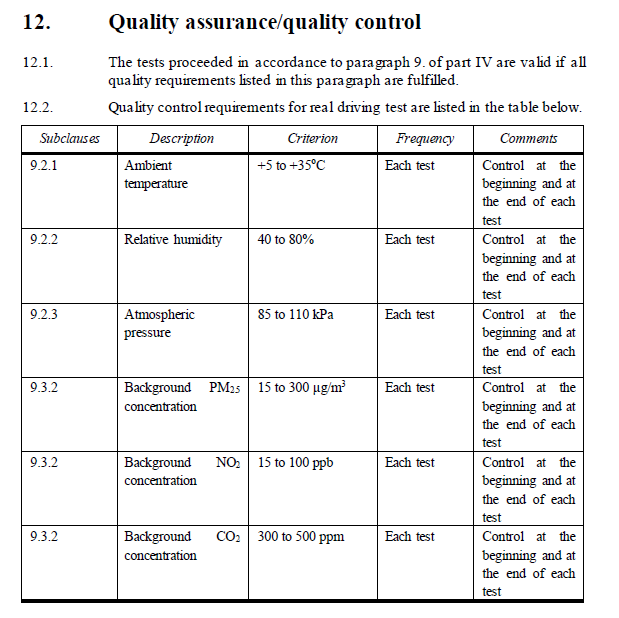 12. Quality assurance/quality control
12.1. The tests proceeded in accordance to paragraph 9. of part IV are valid if all
quality requirements listed in this paragraph are fulfilled.
12.2. Quality control requirements for real driving test are listed in the table below.
Subclauses Description Criterion Frequency Comments
9.2.1 Ambient +5 to +35°C Each test Control at the
temperature beginning and at
the end of each
test
9.2.2 Relative humidity 40 to 80% Each test Control at the
beginning and at
the end of each
test
9.2.3 Atmospheric 85 to 110 kPa Each test Control at the
pressure beginning and at
the end of each
test
9.3.2 Background PM₂₅ 15 to 300 µg/m³ Each test Control at the
concentration beginning and at
the end of each
test
9.3.2 Background NO₂ 15 to 100 ppb Each test Control at the
concentration beginning and at
the end of each
test
9.3.2 Background CO₂ 300 to 500 ppm Each test Control at the
concentration beginning and at
the end of each
test